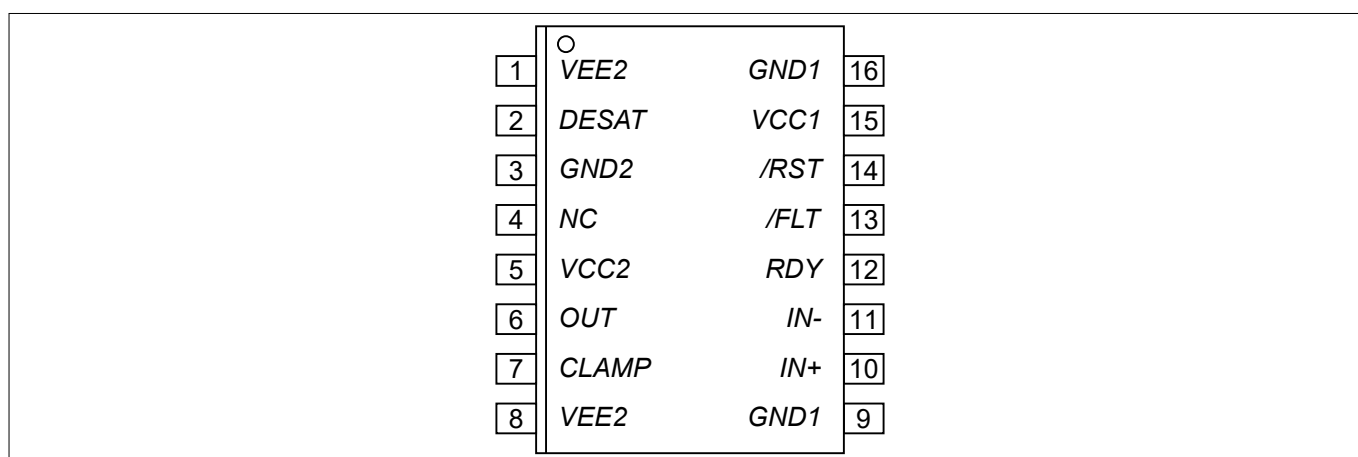 1 VEE2 GND1 16
2 DESAT VCC1 15
3 GND2 /RST 14
4 NC /FLT 13
5 VCC2 RDY 12
6 OUT IN- 11
7 CLAMP IN+ 10
8 VEE2 GND1 9